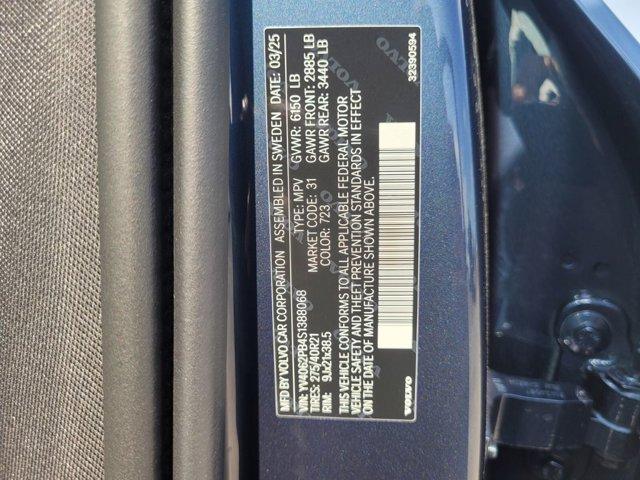 MFD BY VOLVO CAR CORPORATION ASSEMBLED IN SWEDEN DATE: 03/25
VIN: YV4062PB4S1388068 TYPE: MPV GVWR: 6150 LB
TIRES: 275/40R21 MARKET CODE: 31 GAWR FRONT: 2885 LB
RIM: 9Jx21x38.5 COLOR: 723 GAWR REAR: 3440 LB
THIS VEHICLE CONFORMS TO ALL APPLICABLE FEDERAL MOTOR
VEHICLE SAFETY AND THEFT PREVENTION STANDARDS IN EFFECT
ON THE DATE OF MANUFACTURE SHOWN ABOVE.
VOLVO 32390594